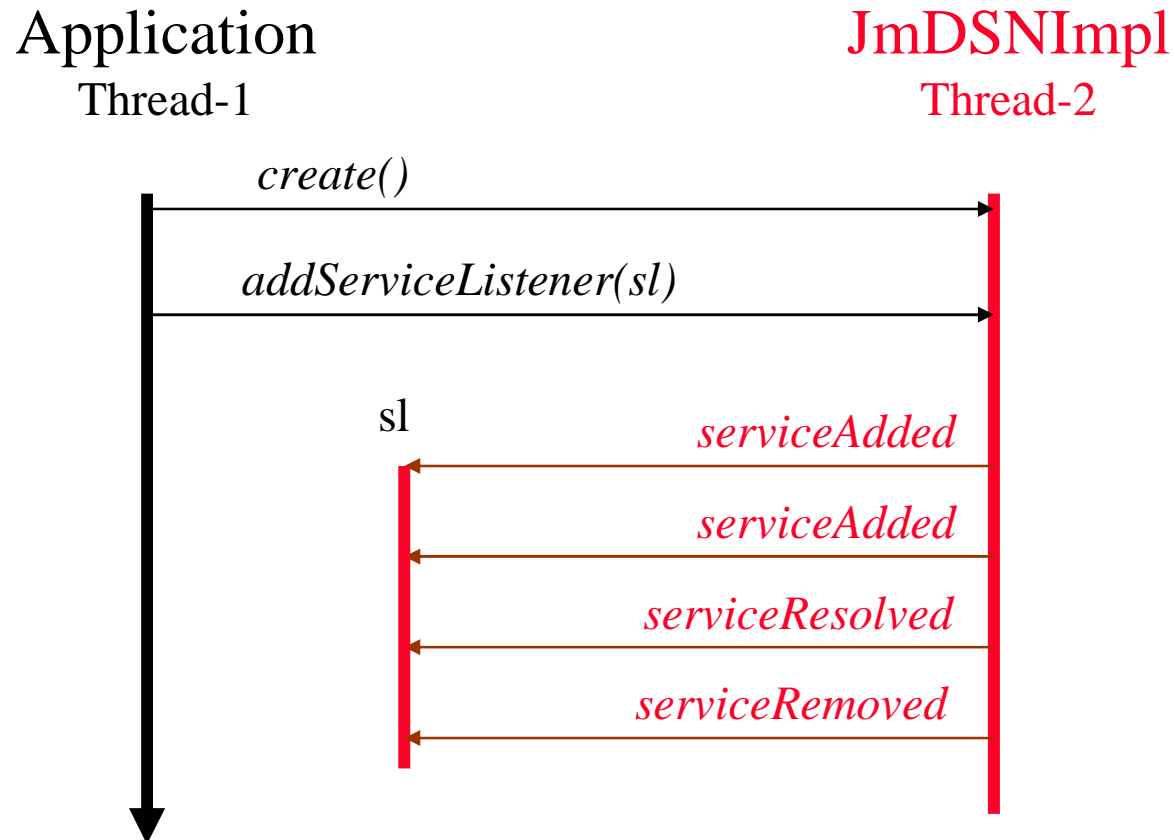 Application
JmDSNImpl
Thread-1
Thread-2
create()
addServiceListener(sl)
sl
serviceAdded
serviceAdded
serviceResolved
serviceRemoved